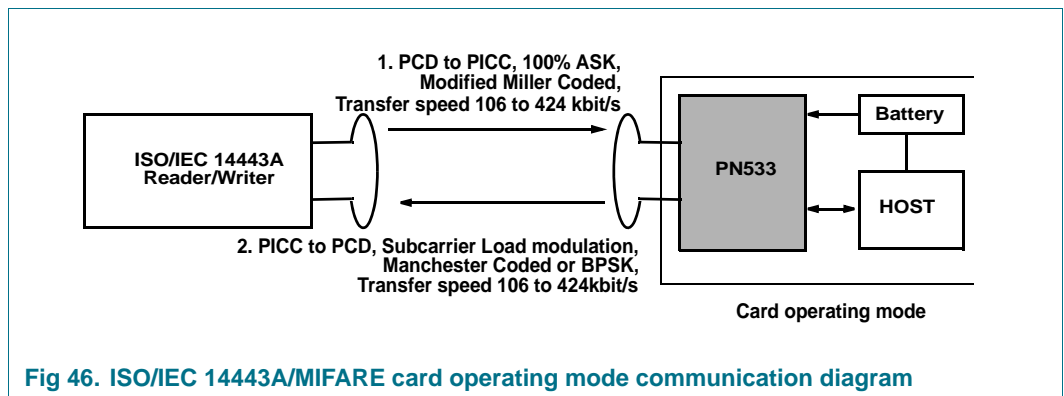 1. PCD to PICC, 100% ASK,
Modified Miller Coded,
Transfer speed 106 to 424 kbit/s
ISO/IEC 14443A
Reader/Writer
PN533
Battery
HOST
2. PICC to PCD, Subcarrier Load modulation,
Manchester Coded or BPSK,
Transfer speed 106 to 424kbit/s
Card operating mode
Fig 46. ISO/IEC 14443A/MIFARE card operating mode communication diagram